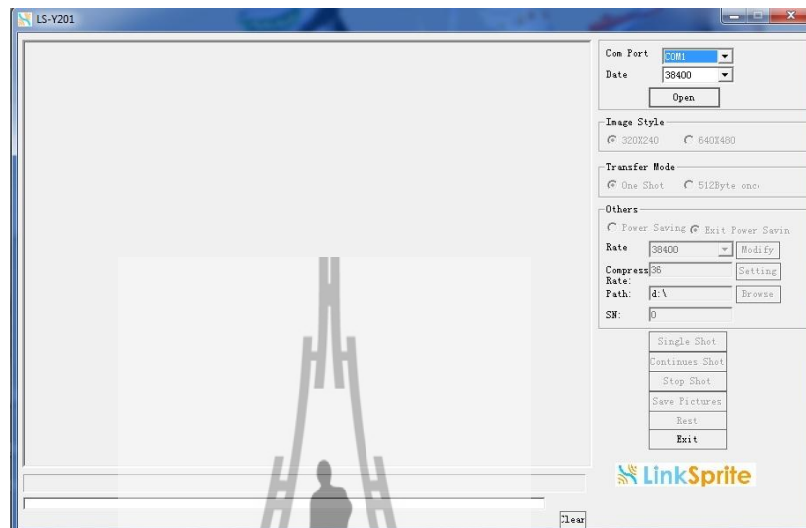 LS-Y201
Com Port COM1
Date 38400
Open
Image Style
320X240 640X480
Transfer Mode
One Shot 512Byte onc
Others
Power Saving Exit Power Savin
Rate 38400 Modify
Compress Rate: 36 Setting
Path: d:\ Browse
SN: 0
Single Shot
Continues Shot
Stop Shot
Save Pictures
Rest
Exit
LinkSprite
Clear